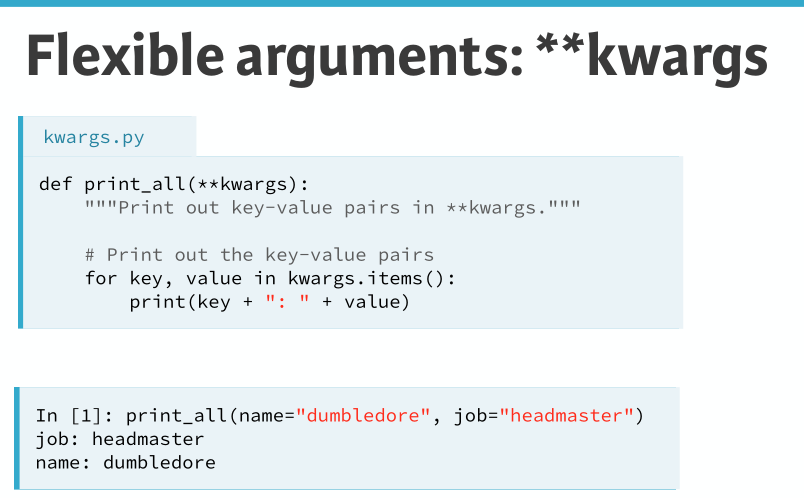 Flexible arguments: **kwargs
kwargs.py
def print_all(**kwargs):
    """Print out key-value pairs in **kwargs."""
    # Print out the key-value pairs
    for key, value in kwargs.items():
        print(key + ": " + value)
In [1]: print_all(name="dumbledore", job="headmaster")
job: headmaster
name: dumbledore